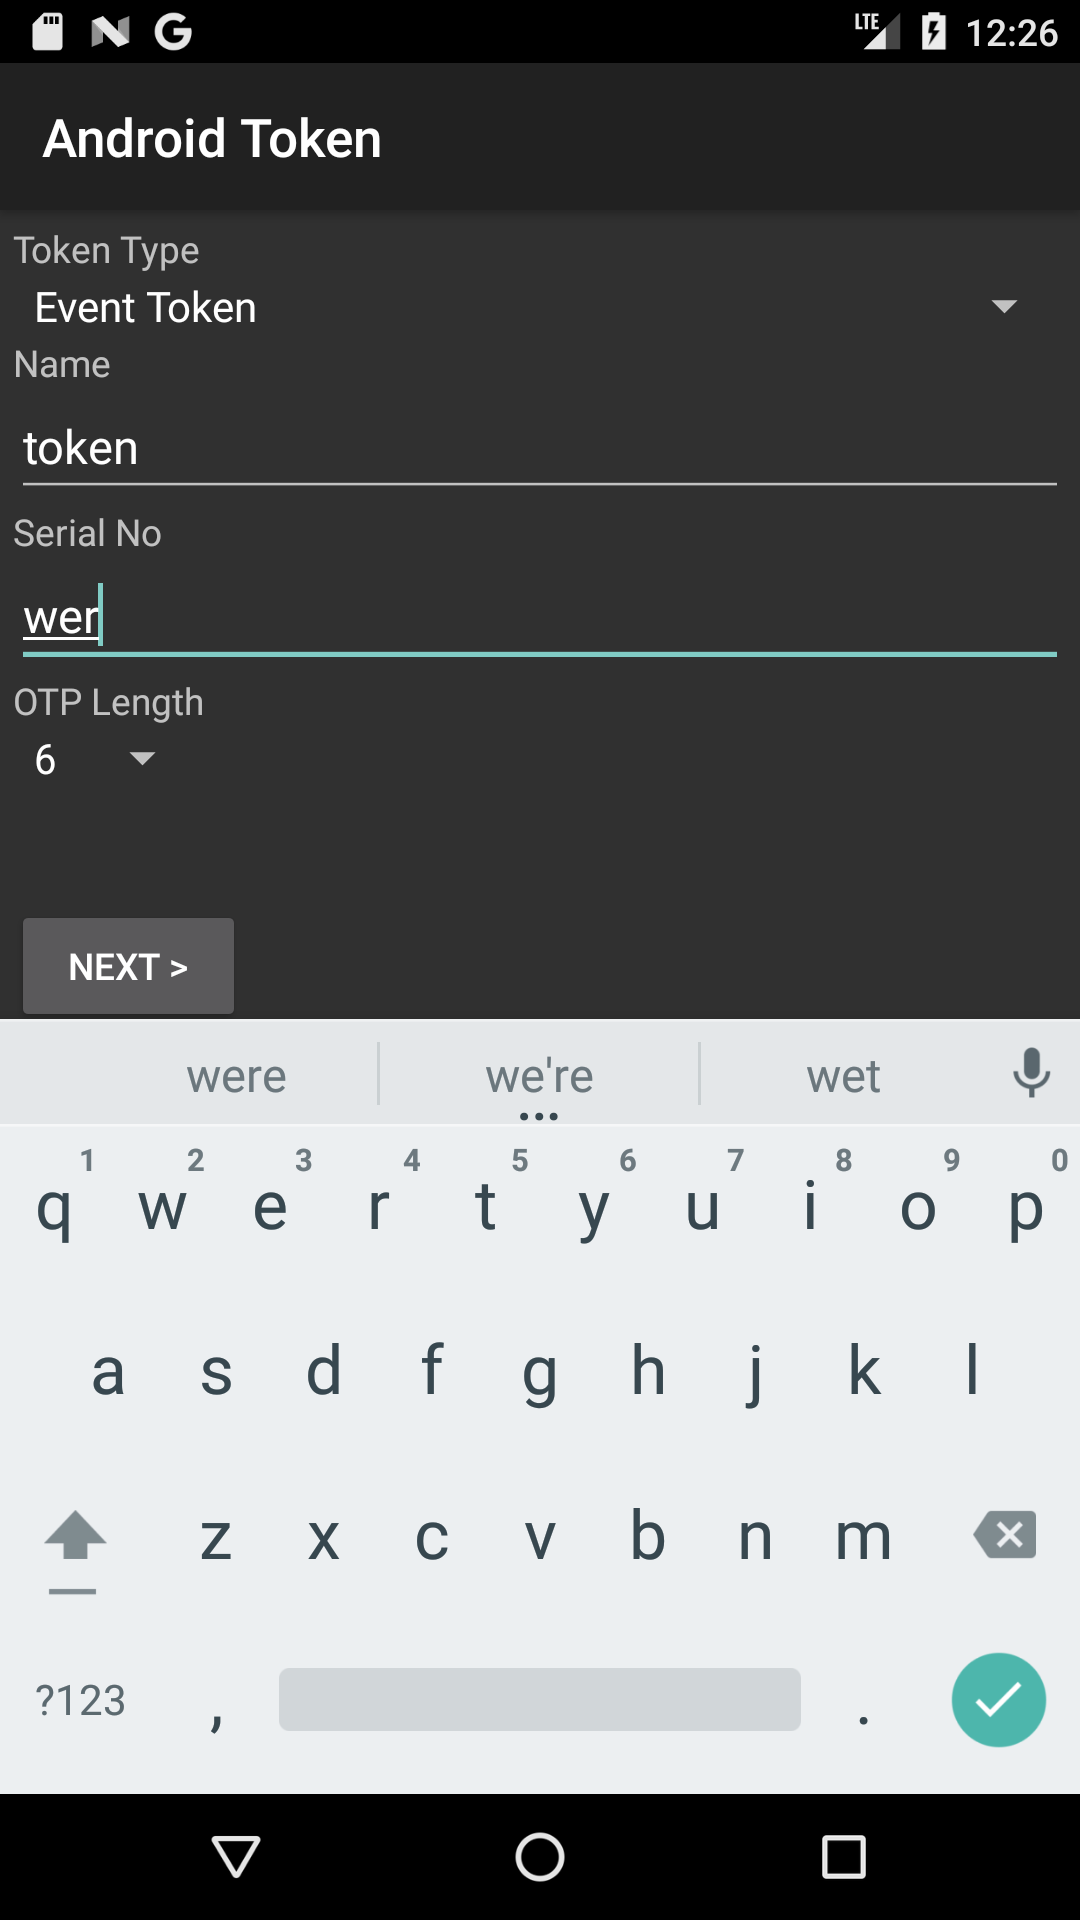 LTE 12:26
Android Token
Token Type
Event Token
Name
token
Serial No
wer
OTP Length
6
NEXT >
were we're wet
1 2 3 4 5 6 7 8 9 0
q w e r t y u i o p
a s d f g h j k l
z x c v b n m
?123 , .